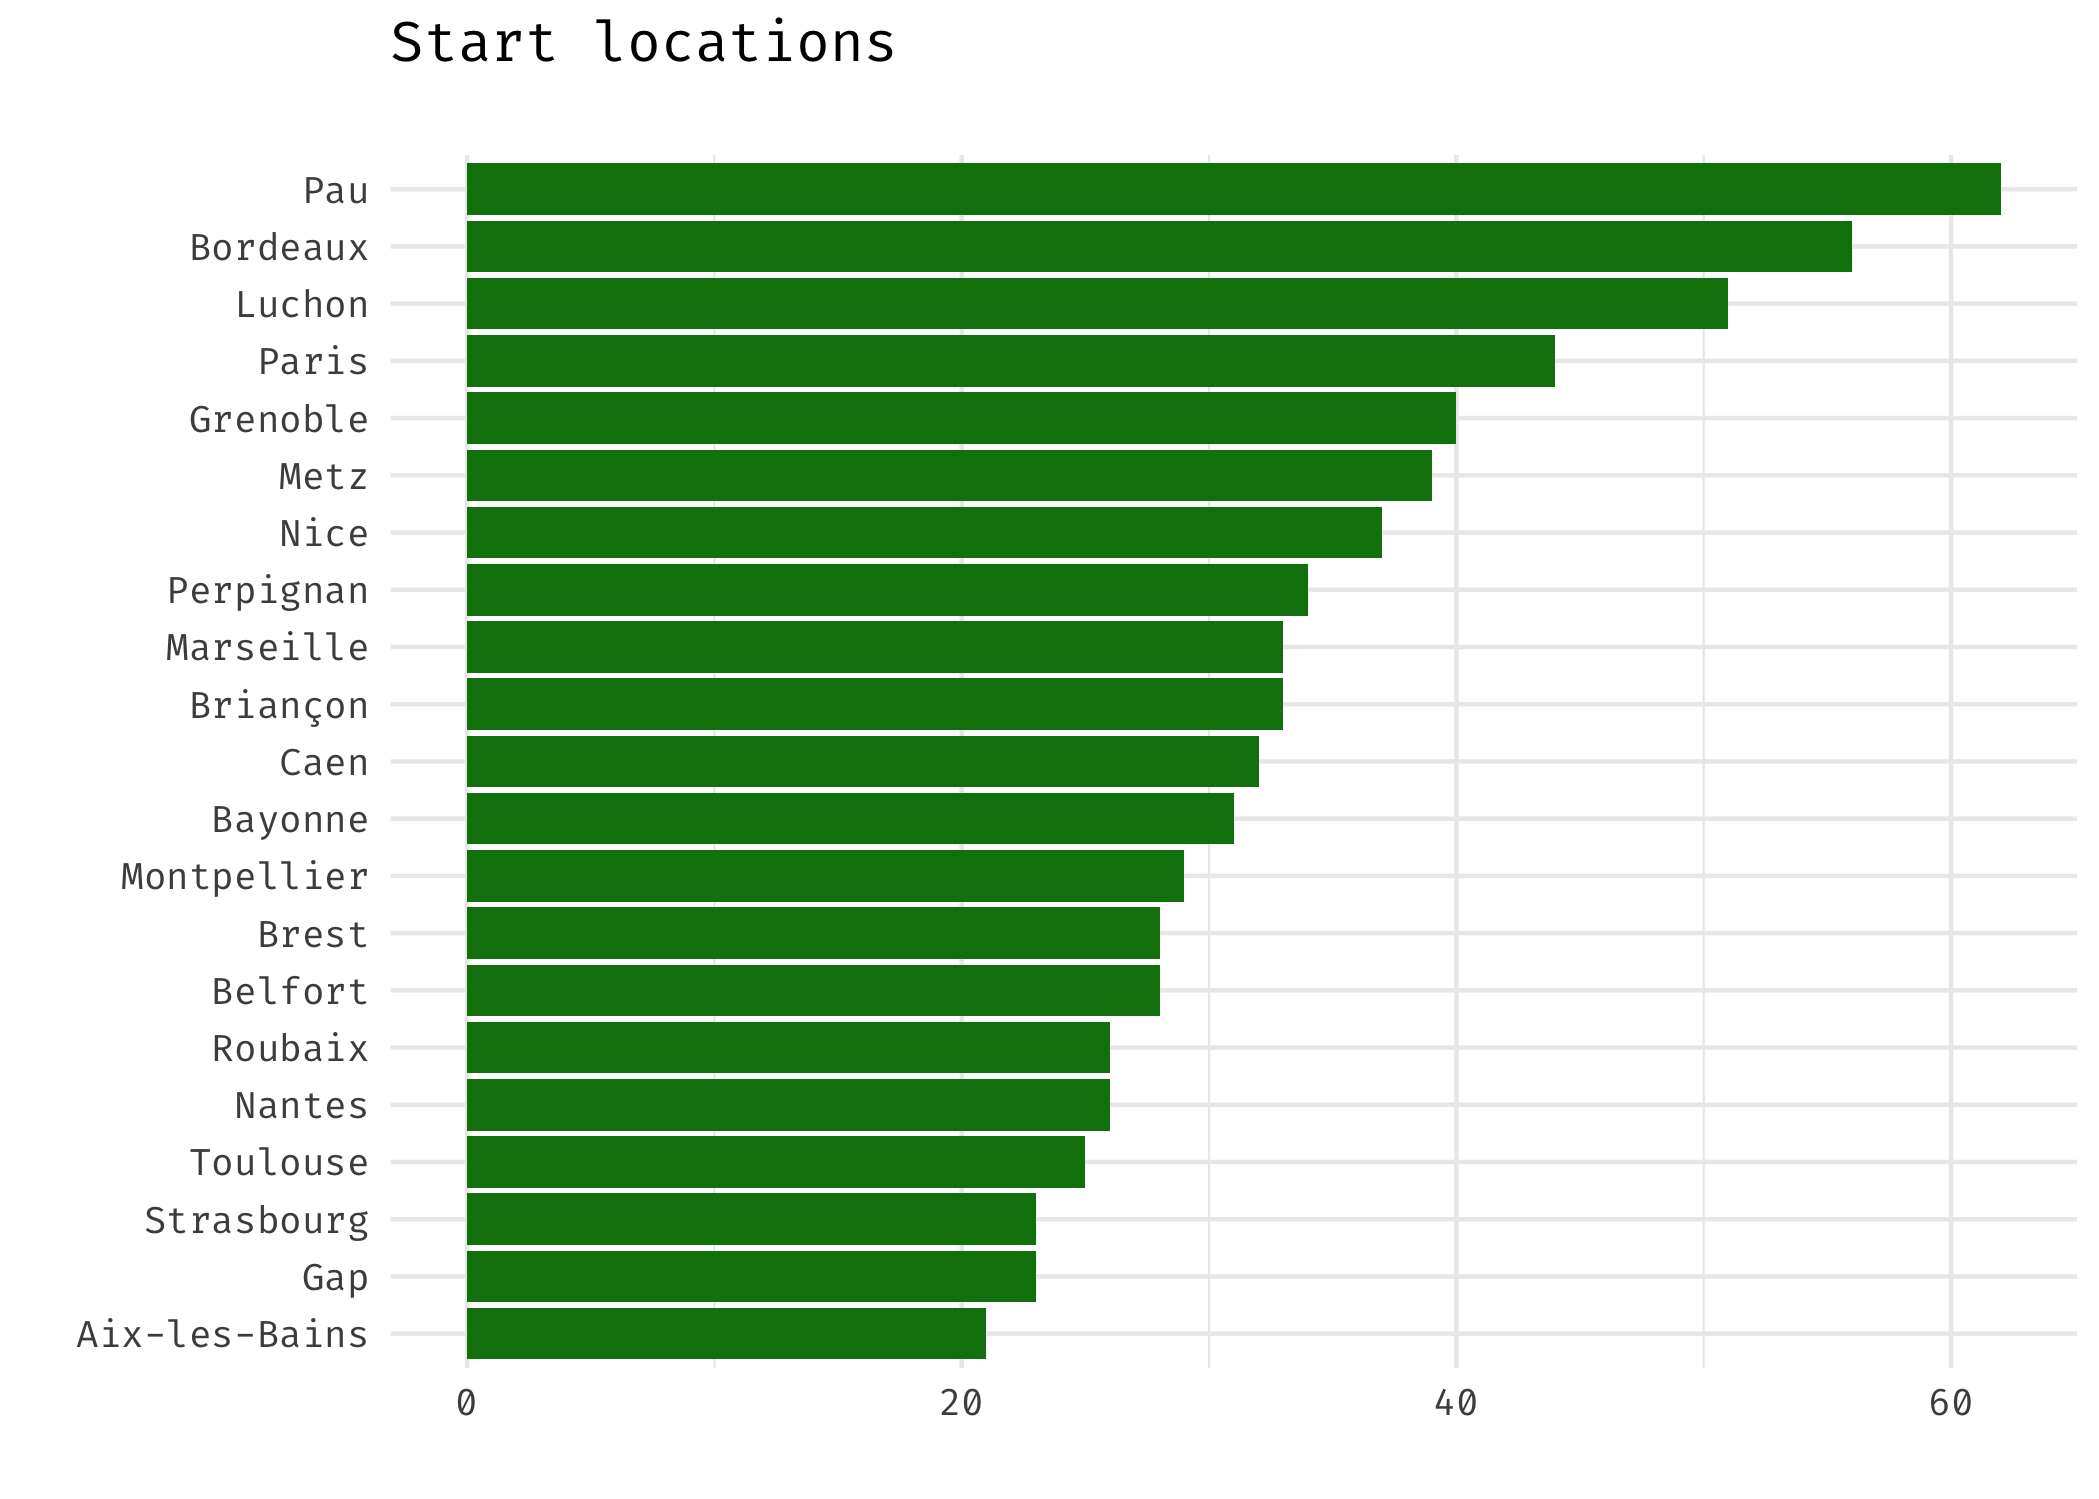 Start locations
Pau
Bordeaux
Luchon
Paris
Grenoble
Metz
Nice
Perpignan
Marseille
Briançon
Caen
Bayonne
Montpellier
Brest
Belfort
Roubaix
Nantes
Toulouse
Strasbourg
Gap
Aix-les-Bains
0 20 40 60